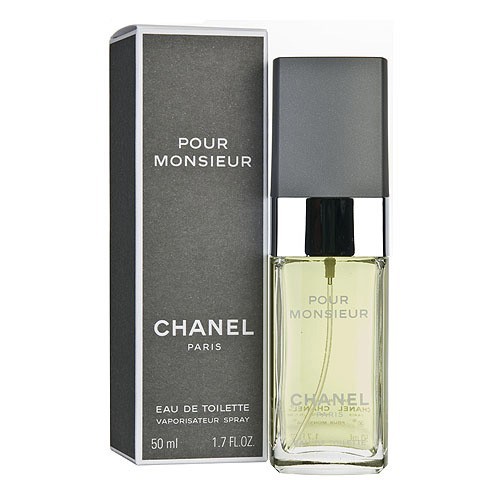 POUR
MONSIEUR
CHANEL
PARIS
EAU DE TOILETTE
VAPORISATEUR SPRAY
50 ml 1.7 FL.OZ.
POUR
MONSIEUR
CHANEL